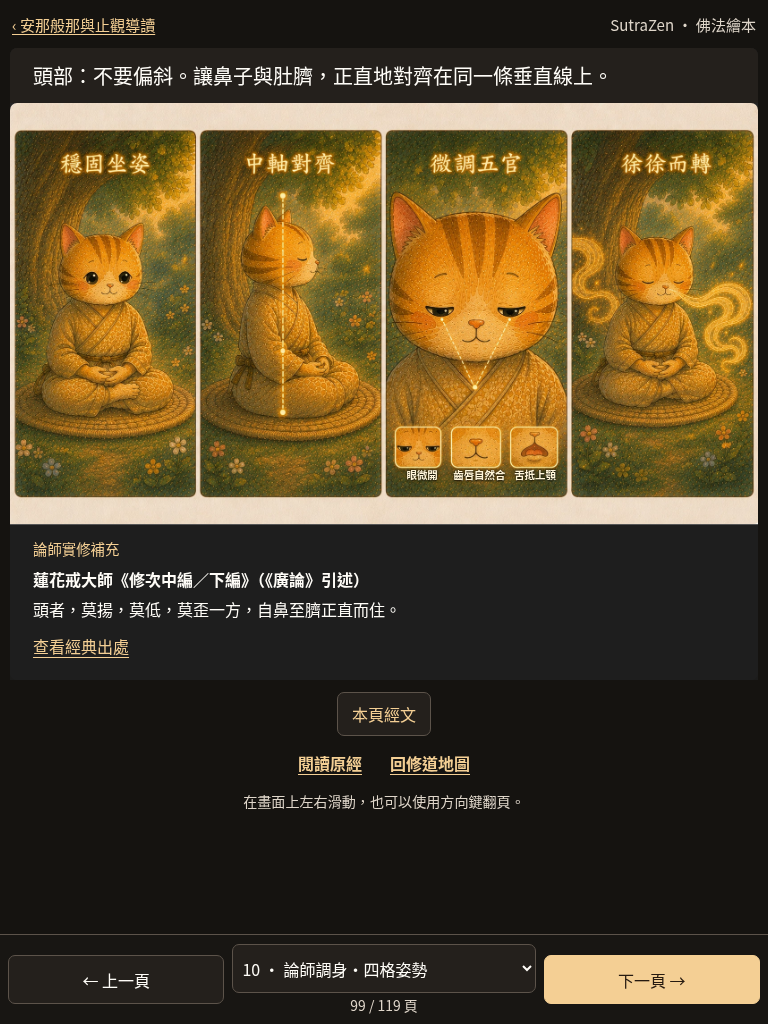 ‹ 安那般那與止觀導讀
SutraZen · 佛法繪本
頭部：不要偏斜。讓鼻子與肚臍，正直地對齊在同一條垂直線上。
穩固坐姿
中軸對齊
微調五官
徐徐而轉
眼微開
齒唇自然合
舌抵上顎
論師實修補充
蓮花戒大師《修次中編／下編》（《廣論》引述）
頭者，莫揚，莫低，莫歪一方，自鼻至臍正直而住。
查看經典出處
本頁經文
閱讀原經
回修道地圖
在畫面上左右滑動，也可以使用方向鍵翻頁。
← 上一頁
10 · 論師調身・四格姿勢
下一頁 →
99 / 119 頁